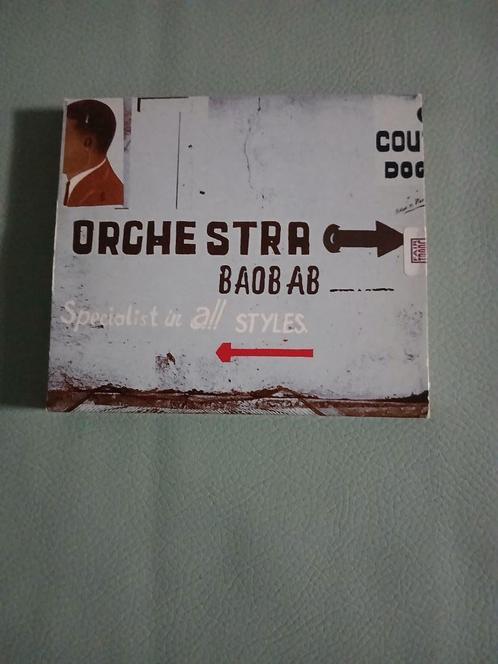 COU
DOG
ORCHESTRA
BAOBAB
Specialist in all STYLES.